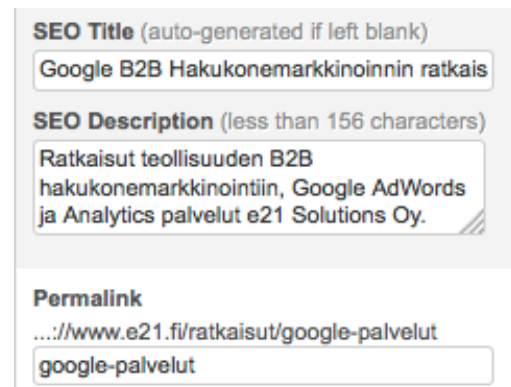 SEO Title (auto-generated if left blank)
Google B2B Hakukonemarkkinoinnin ratkais
SEO Description (less than 156 characters)
Ratkaisut teollisuuden B2B
hakukonemarkkinointiin, Google AdWords
ja Analytics palvelut e21 Solutions Oy.
Permalink
...://www.e21.fi/ratkaisut/google-palvelut
google-palvelut